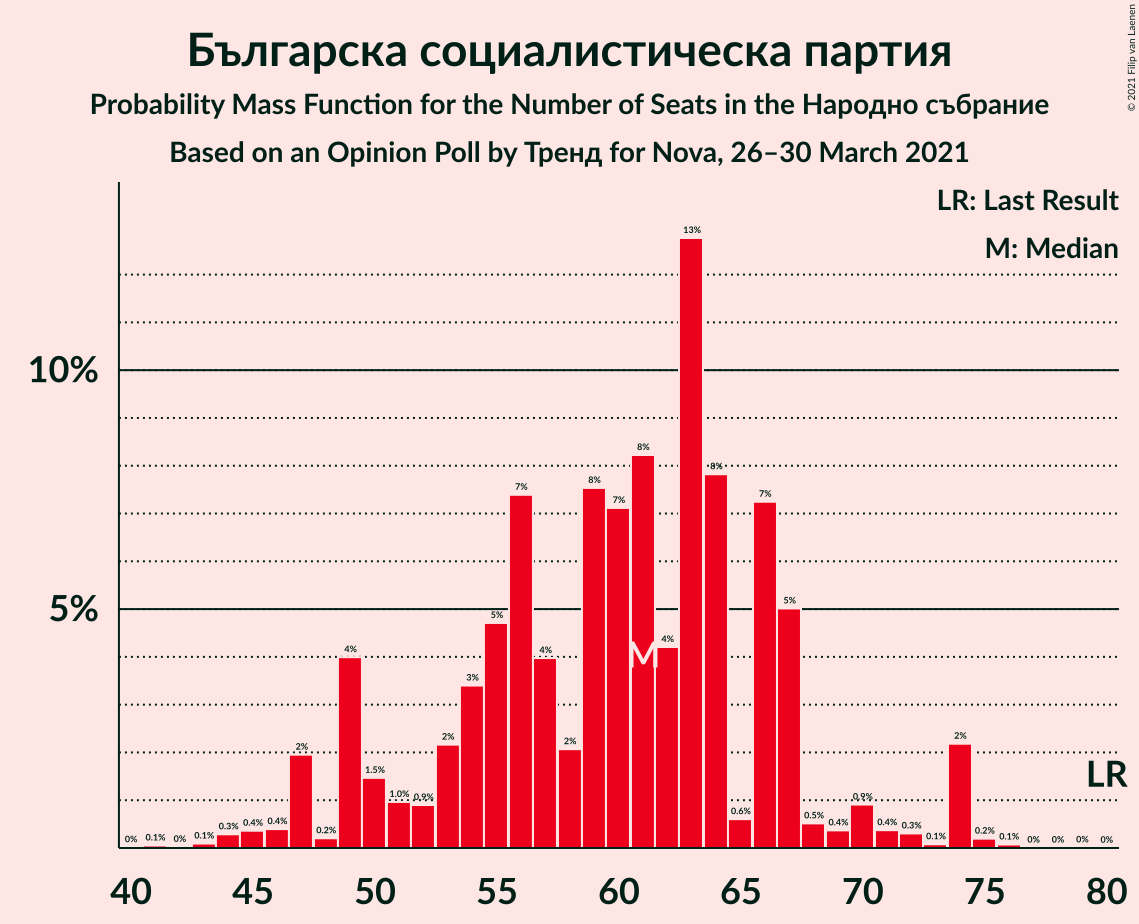 Българска социалистическа партия
Probability Mass Function for the Number of Seats in the Народно събрание
Based on an Opinion Poll by Тренд for Nova, 26–30 March 2021
© 2021 Filip van Laenen
LR: Last Result
M: Median
10%
5%
0% 0.1% 0% 0.1% 0.3% 0.4% 0.4% 2% 0.2% 4% 1.5% 1.0% 0.9% 2% 3% 5% 7% 4% 2% 8% 7% 8% 4% 13% 8% 0.6% 7% 5% 0.5% 0.4% 0.9% 0.4% 0.3% 0.1% 2% 0.2% 0.1% 0% 0% 0% 0%
M
LR
40 45 50 55 60 65 70 75 80